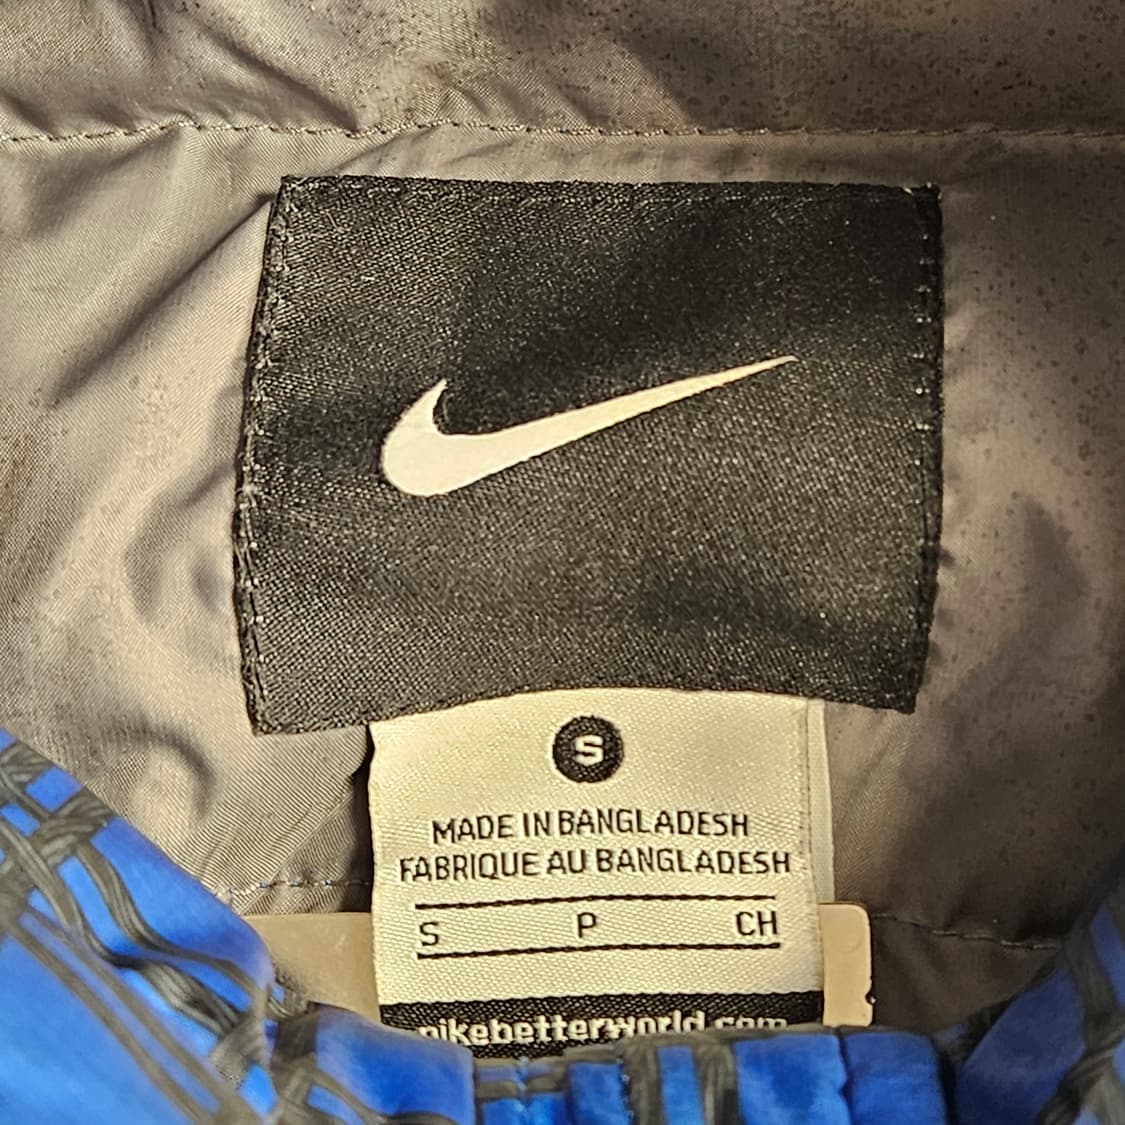 S
MADE IN BANGLADESH
FABRIQUE AU BANGLADESH
S P CH
nikebetterworld.com